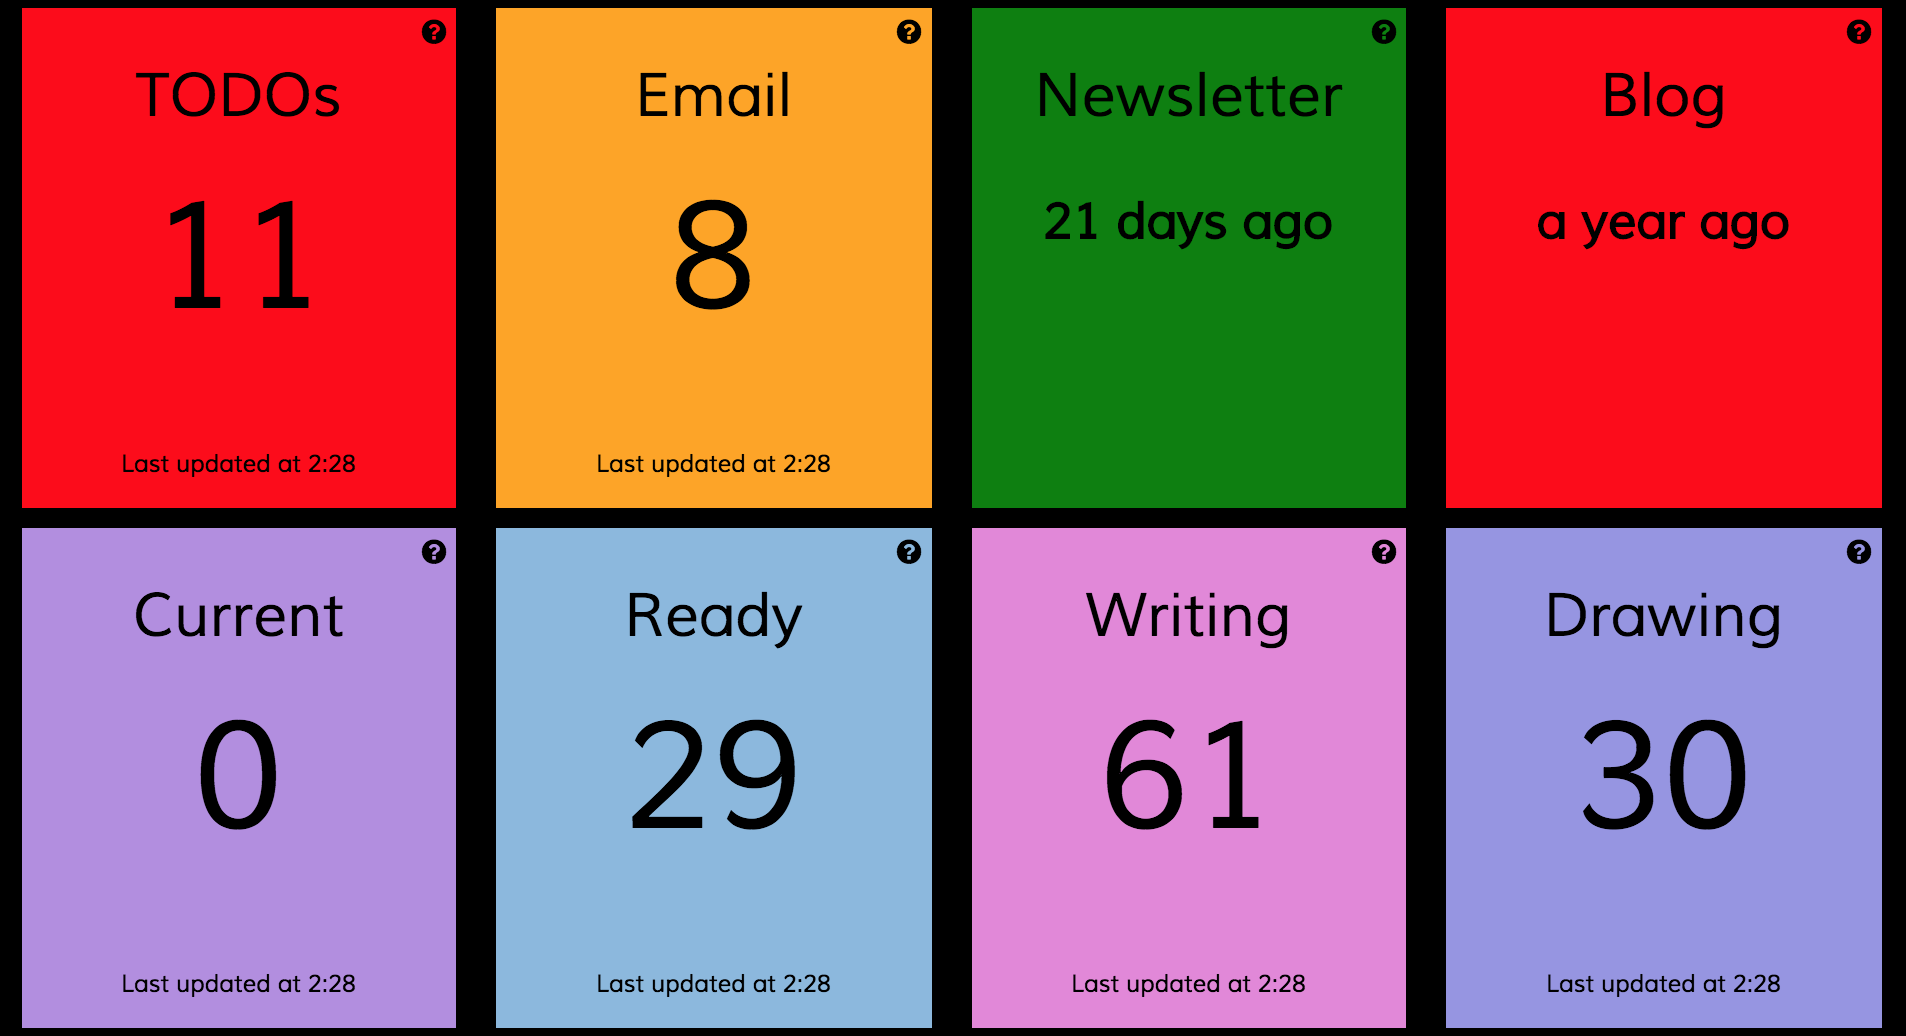 TODOs
11
Last updated at 2:28
Email
8
Last updated at 2:28
Newsletter
21 days ago
Blog
a year ago
Current
0
Last updated at 2:28
Ready
29
Last updated at 2:28
Writing
61
Last updated at 2:28
Drawing
30
Last updated at 2:28